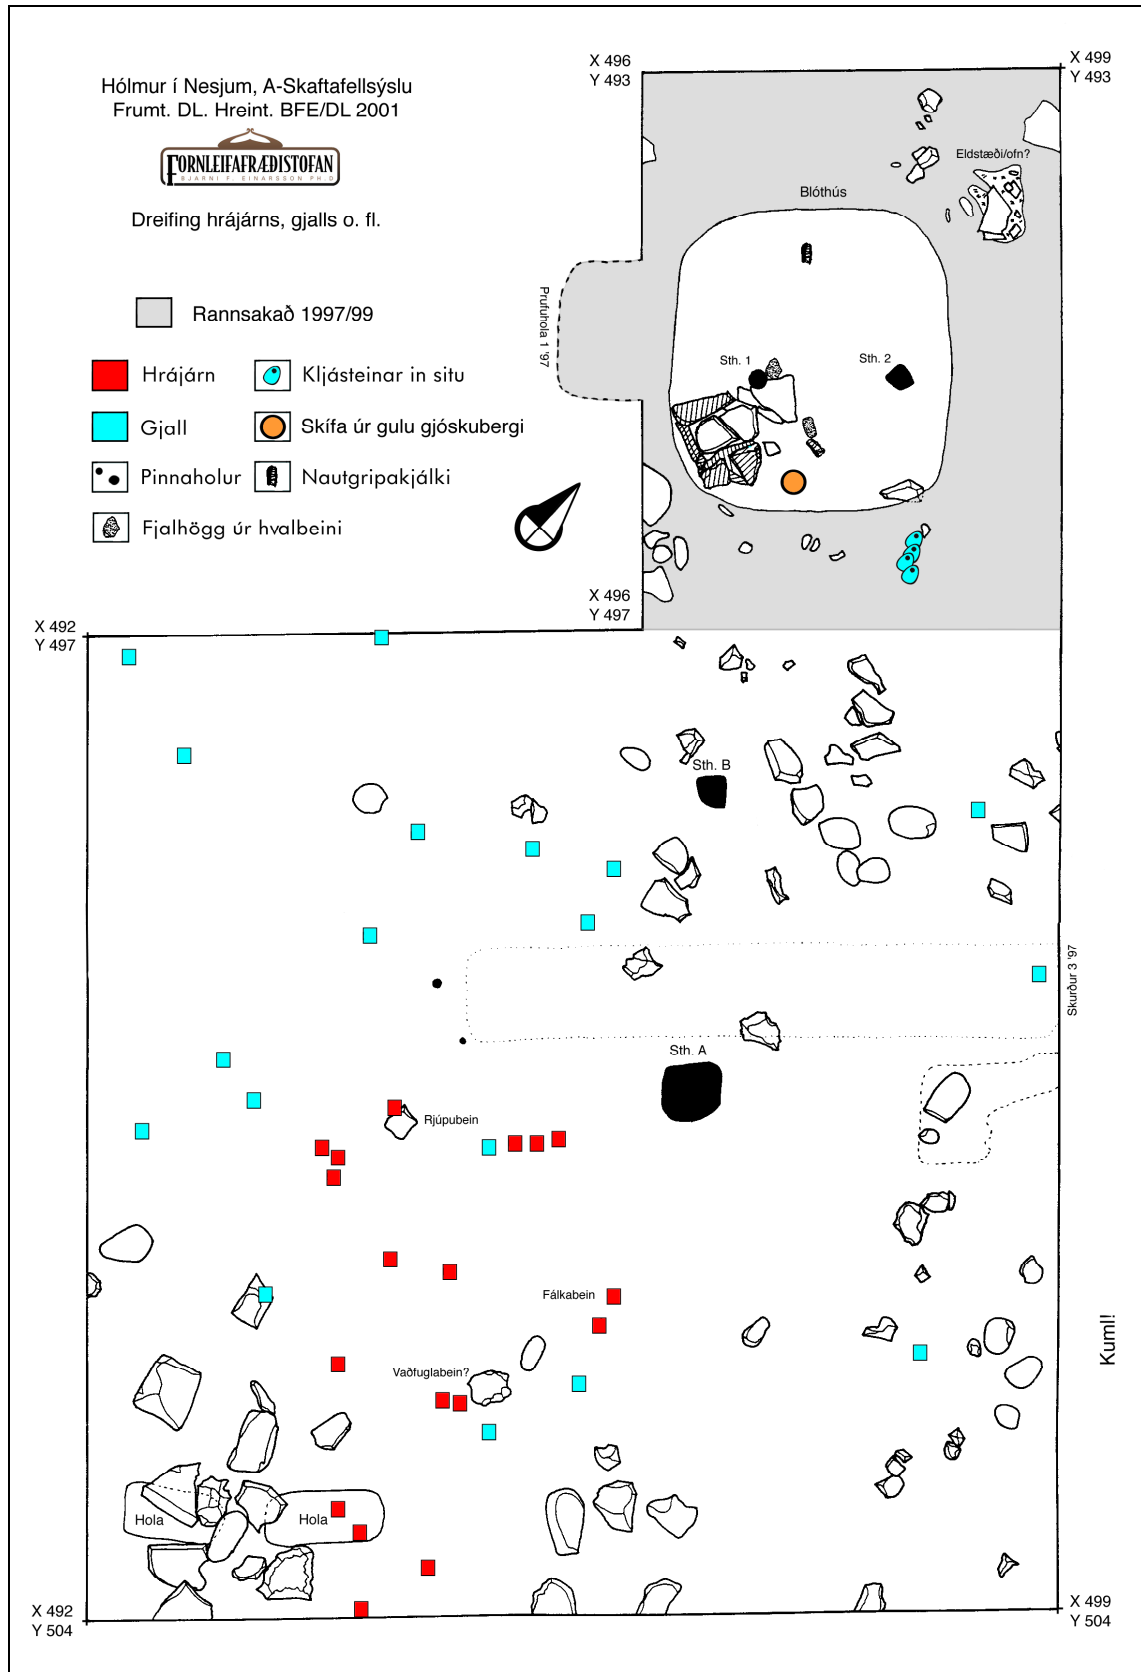 Hólmur í Nesjum, A-Skaftafellsýslu
Frumt. DL. Hreint. BFE/DL 2001
FORNLEIFAFRÆÐISTOFAN
BJARNI F. EINARSSON PH.D
Dreifing hrájárns, gjalls o. fl.
Rannsakað 1997/99
Hrájárn
Kljásteinar in situ
Gjall
Skífa úr gulu gjóskubergi
Pinnaholur
Nautgripakjálki
Fjalhögg úr hvalbeini
X 496
Y 493
X 499
Y 493
Eldstæði/ofn?
Blóthús
Prufuhola 1 '97
Sth. 1
Sth. 2
X 496
Y 497
X 492
Y 497
Sth. B
Skurður 3 '97
Sth. A
Rjúpubein
Fálkabein
Vaðfuglabein?
Kuml!
Hola
Hola
X 492
Y 504
X 499
Y 504